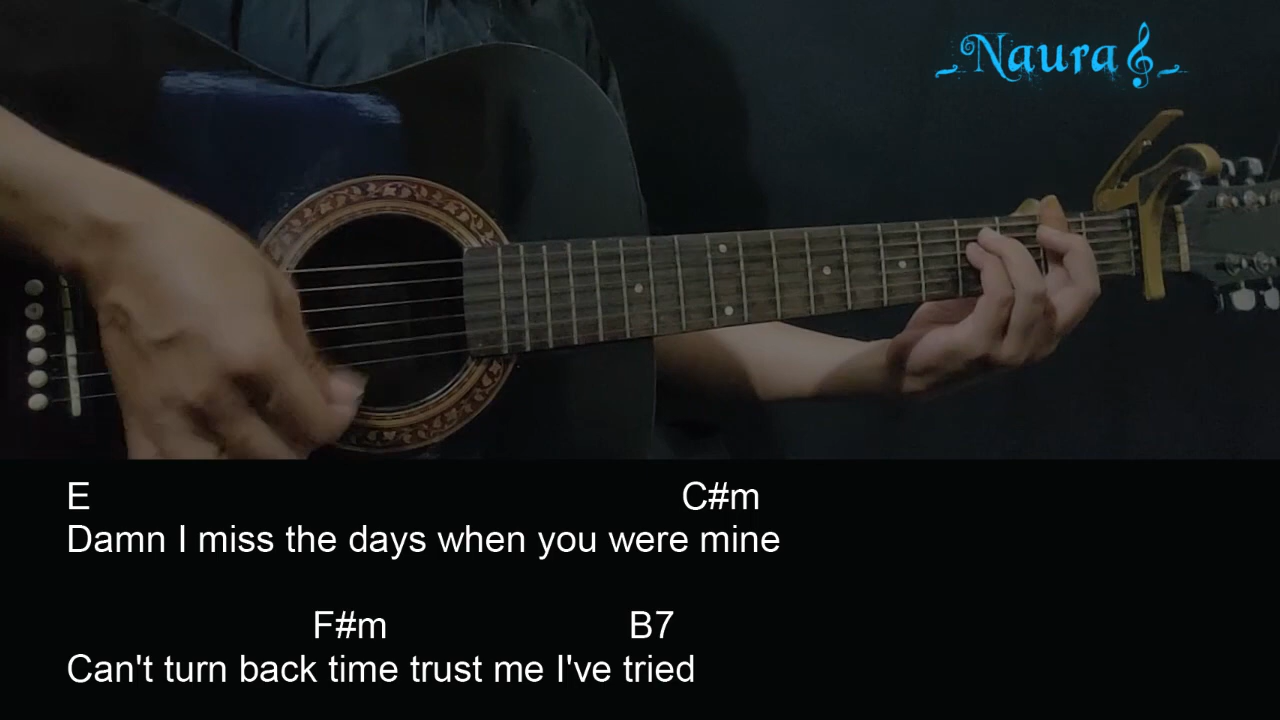 Naura
E C#m
Damn I miss the days when you were mine
F#m B7
Can't turn back time trust me I've tried